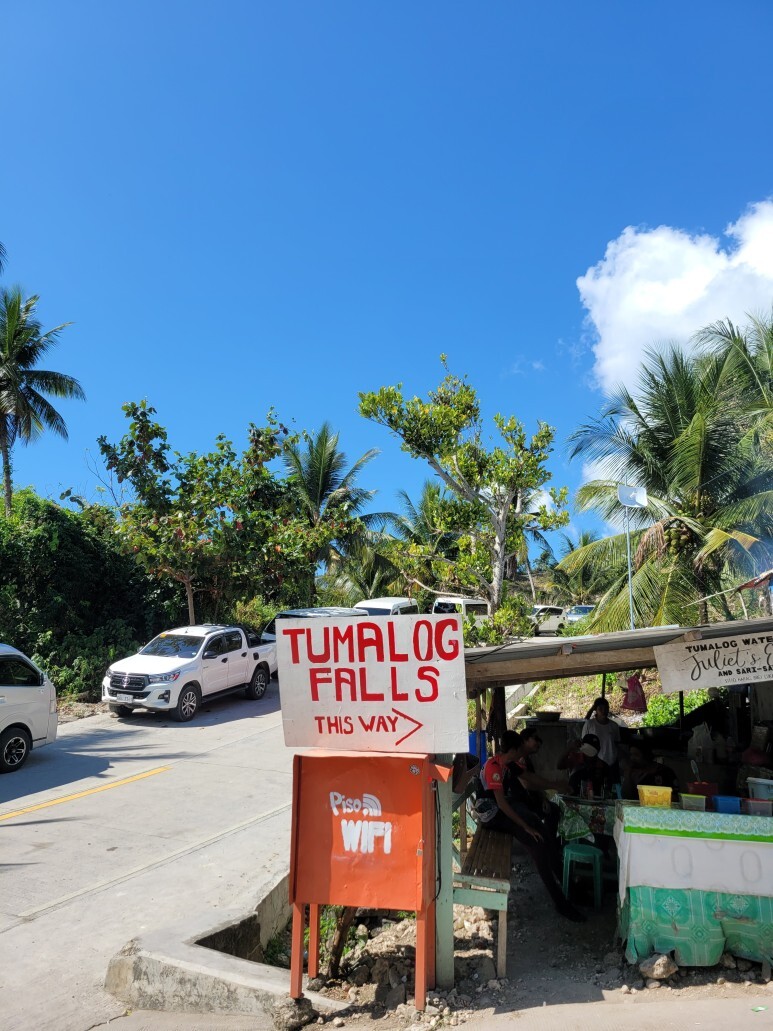 TUMALOG
FALLS
THIS WAY
Piso
WIFI
TUMALOG WATE
Juliet's
AND SARI-SA